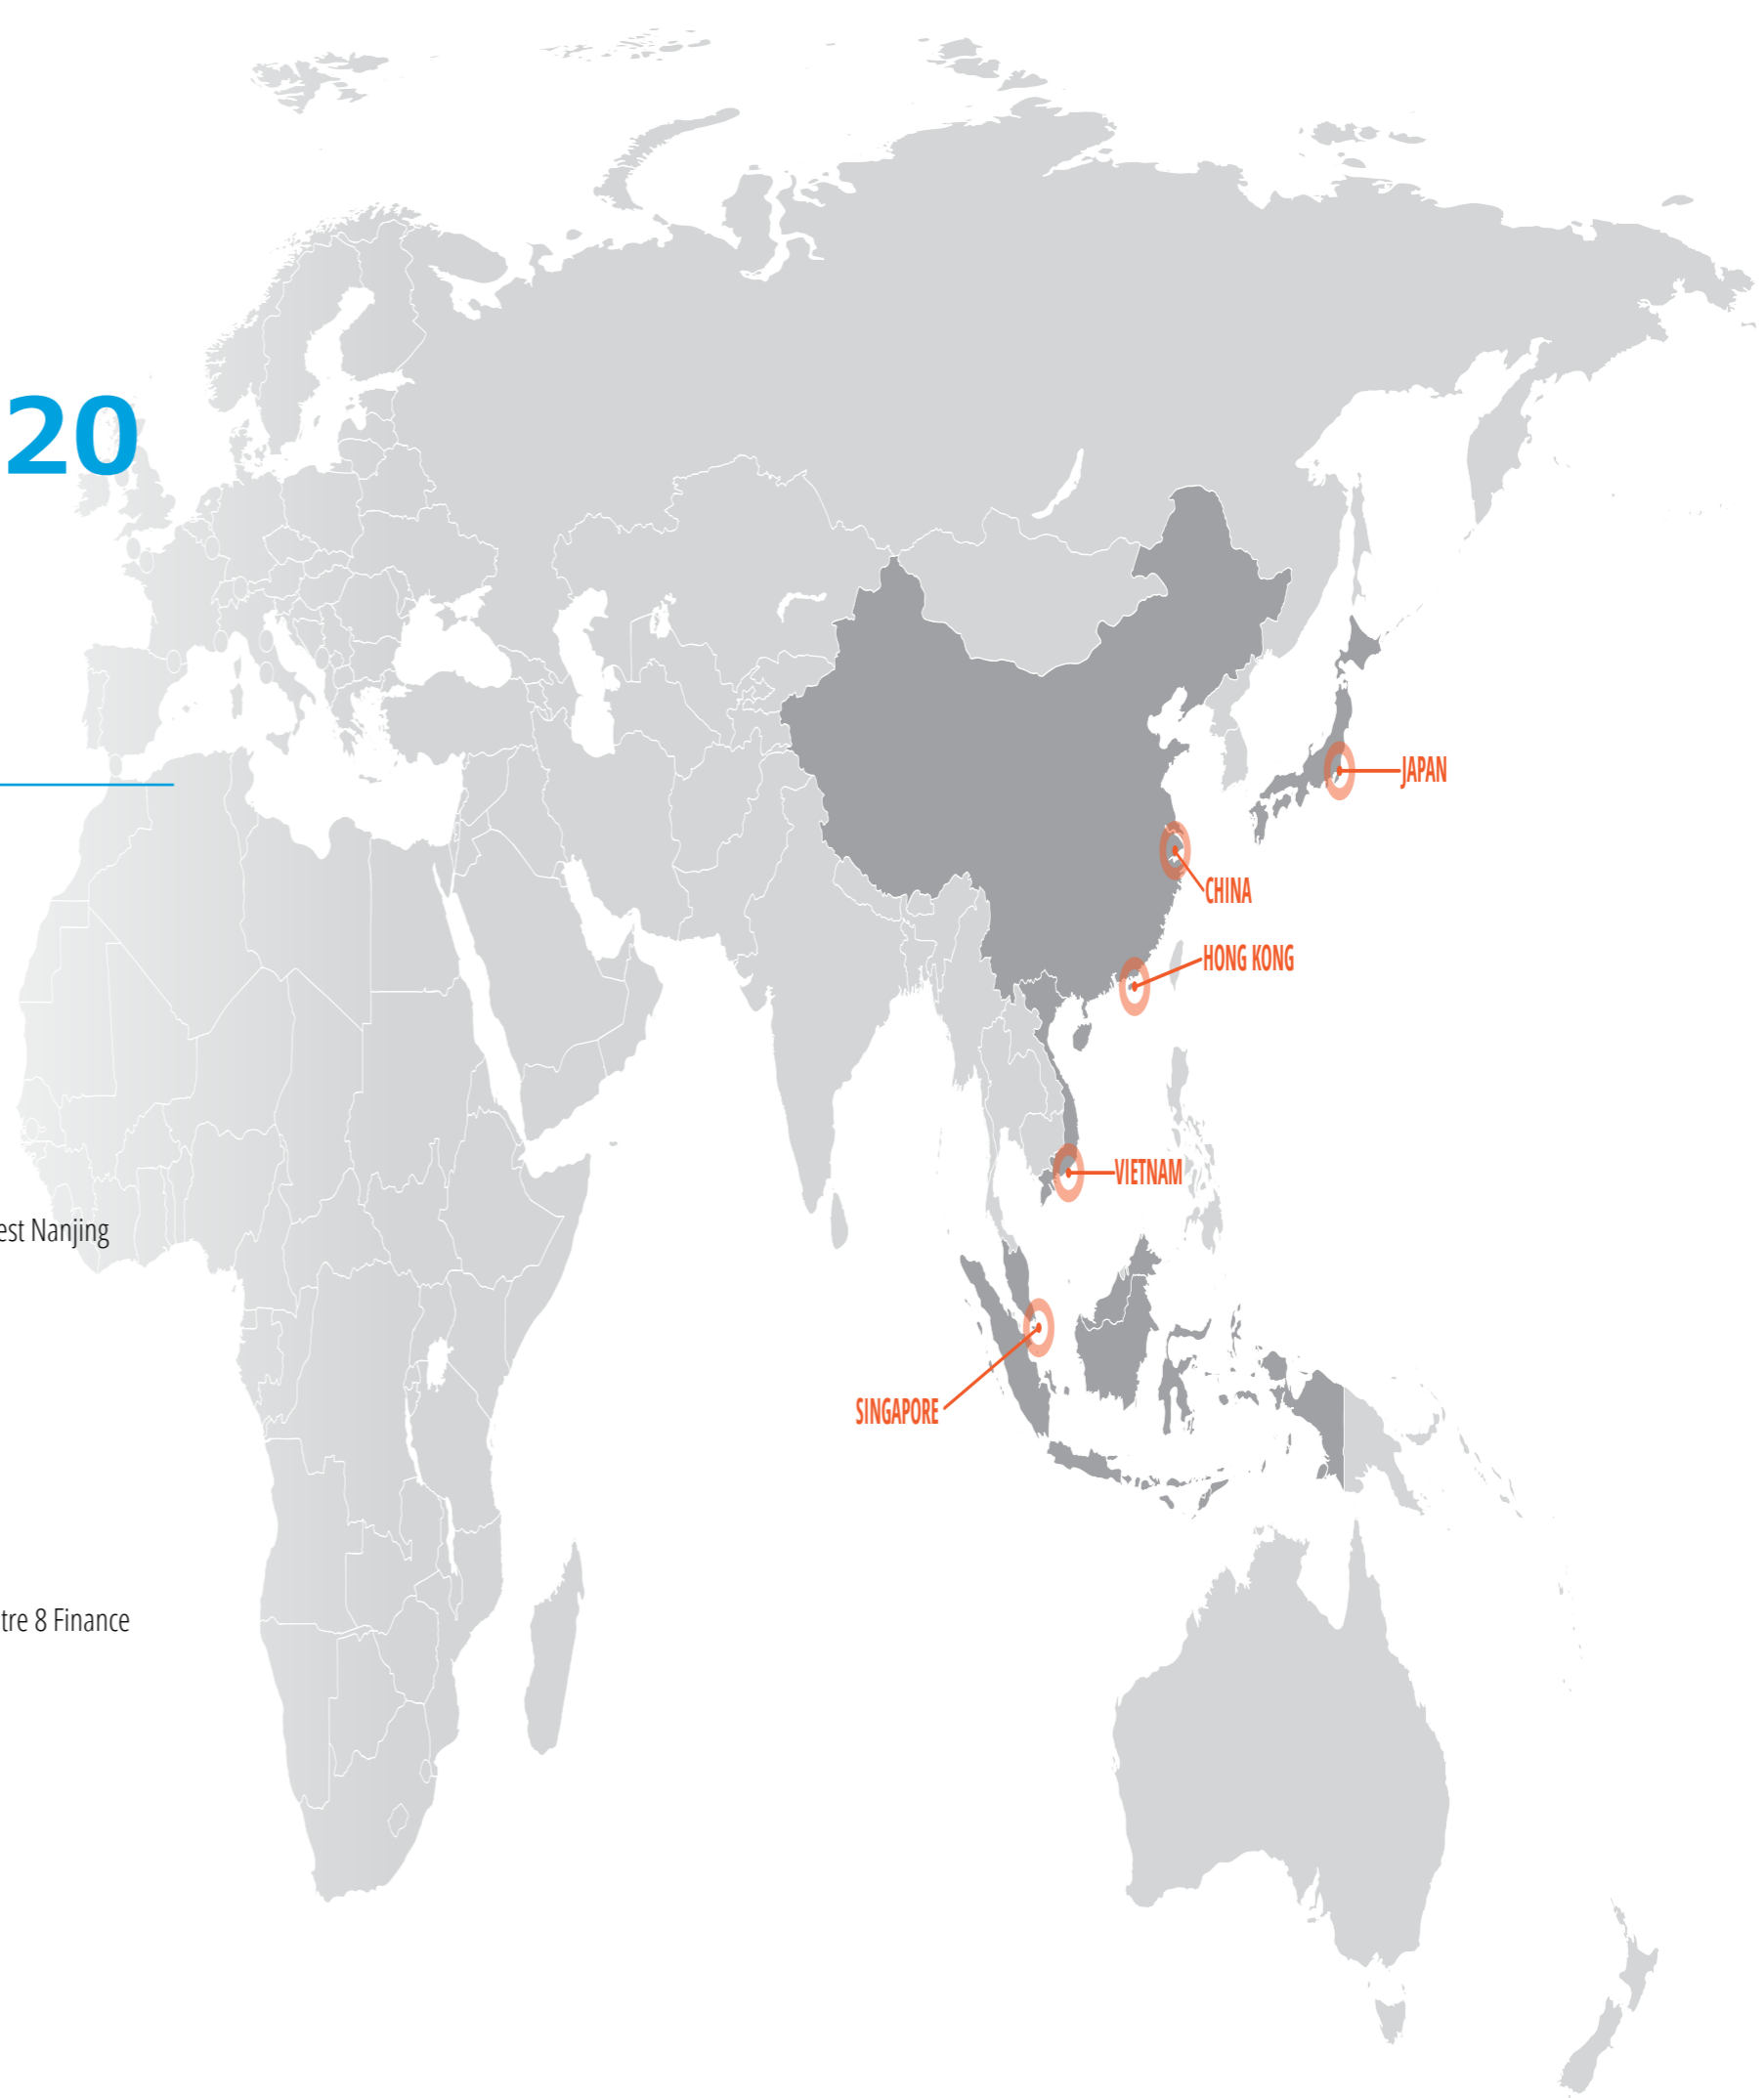 20
JAPAN
CHINA
HONG KONG
VIETNAM
est Nanjing
SINGAPORE
tre 8 Finance